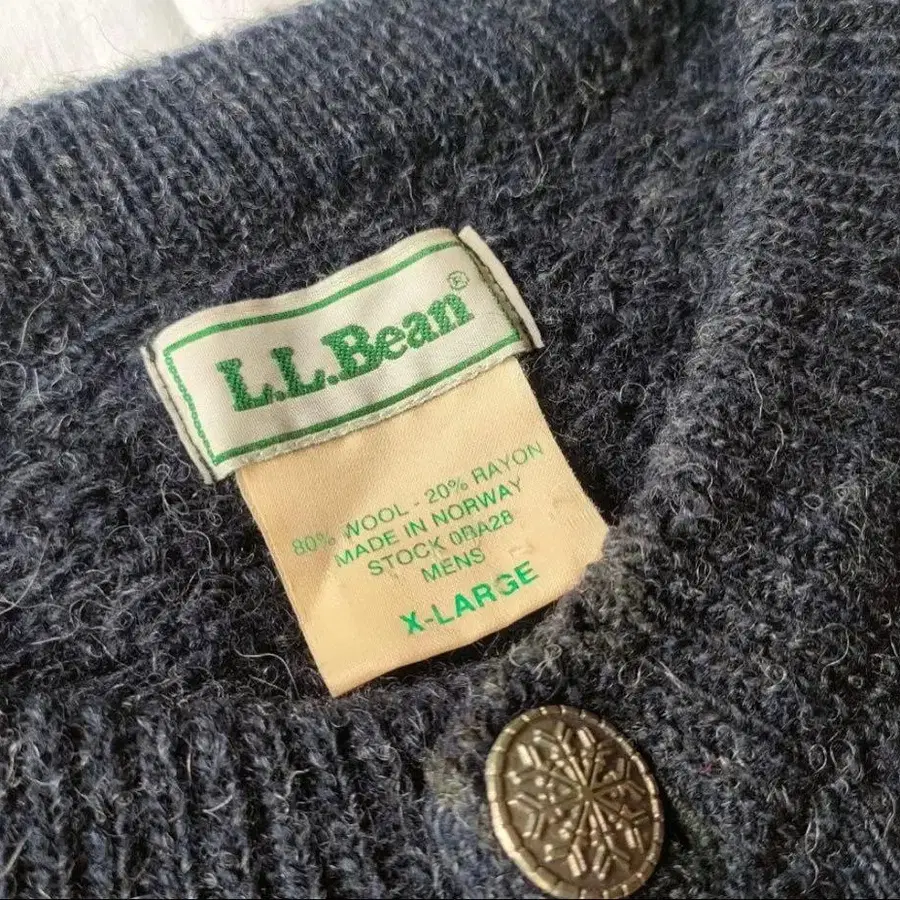 L.L.Bean®
80% WOOL - 20% RAYON
MADE IN NORWAY
STOCK 0BA28
MENS
X-LARGE